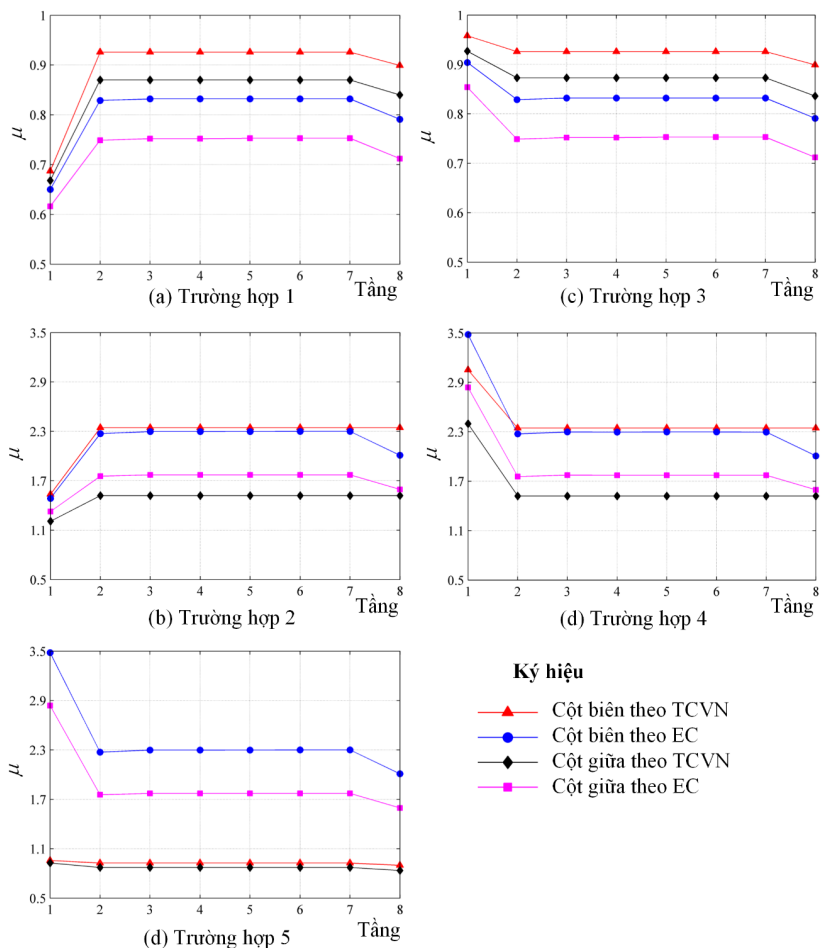 1
0.9
0.8
0.7
0.6
0.5
μ
1 2 3 4 5 6 7 8
Tầng
(a) Trường hợp 1
1
0.9
0.8
0.7
0.6
0.5
μ
1 2 3 4 5 6 7 8
Tầng
(c) Trường hợp 3
3.5
2.9
2.3
1.7
1.1
0.5
μ
1 2 3 4 5 6 7 8
Tầng
(b) Trường hợp 2
3.5
2.9
2.3
1.7
1.1
0.5
μ
1 2 3 4 5 6 7 8
Tầng
(d) Trường hợp 4
3.5
2.9
2.3
1.7
1.1
0.5
μ
1 2 3 4 5 6 7 8
Tầng
(d) Trường hợp 5
Ký hiệu
Cột biên theo TCVN
Cột biên theo EC
Cột giữa theo TCVN
Cột giữa theo EC